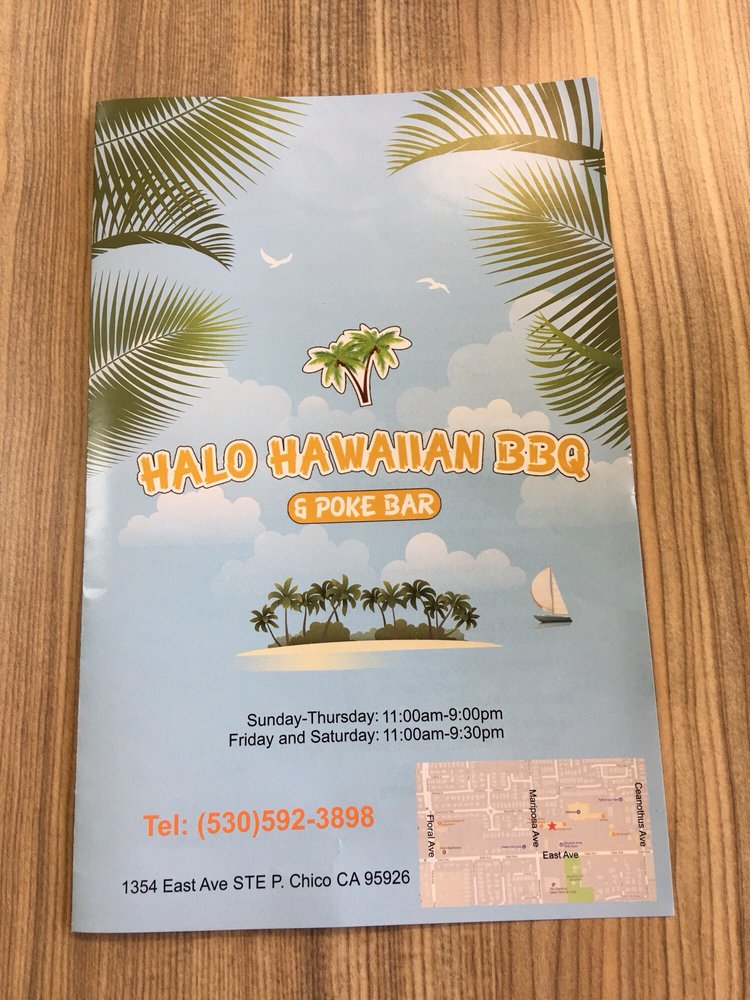 HALO HAWAIIAN BBQ
& POKE BAR
Sunday-Thursday: 11:00am-9:00pm
Friday and Saturday: 11:00am-9:30pm
Tel: (530)592-3898
1354 East Ave STE P. Chico CA 95926
Floral Ave
Mariposa Ave
Ceanothus Ave
East Ave